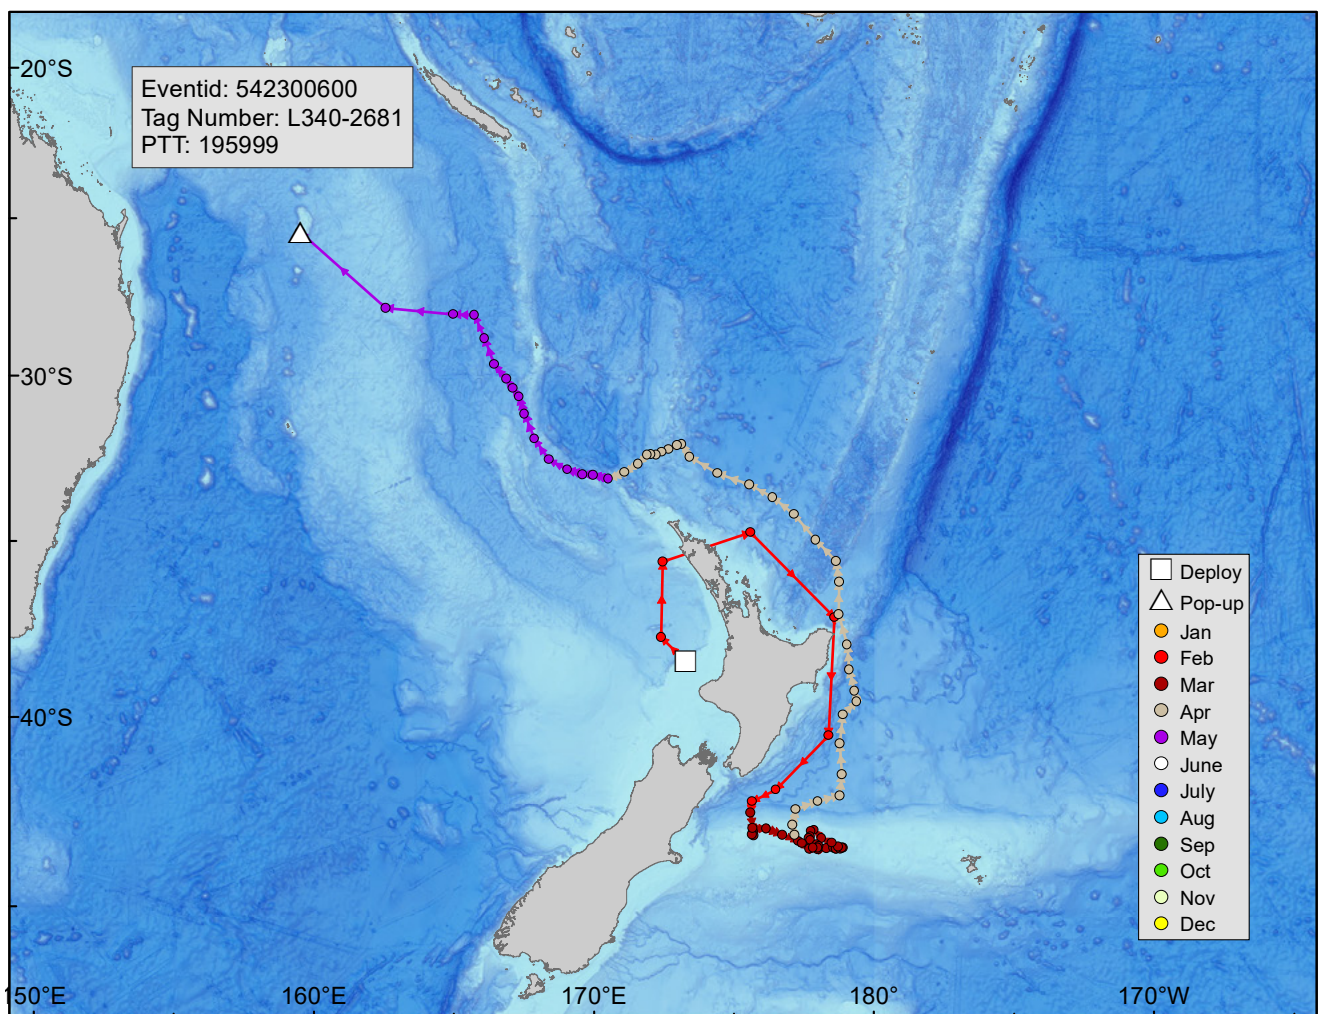 20°S
Eventid: 542300600
Tag Number: L340-2681
PTT: 195999
30°S
40°S
Deploy
Pop-up
Jan
Feb
Mar
Apr
May
June
July
Aug
Sep
Oct
Nov
Dec
150°E
160°E
170°E
180°
170°W